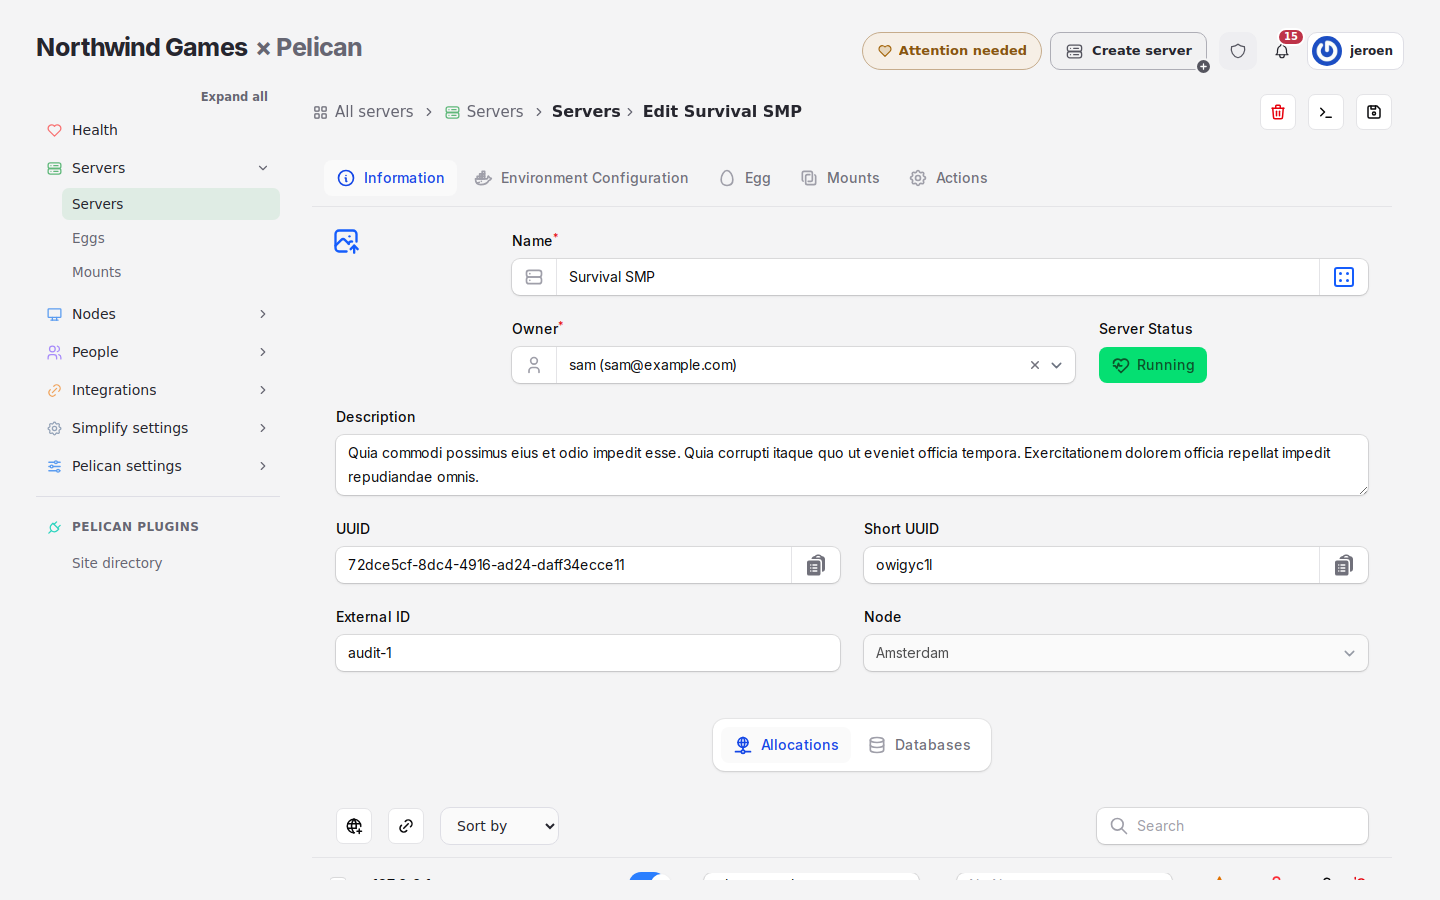 Northwind Games × Pelican
Attention needed
Create server
15
jeroen
Expand all
Health
Servers
Servers
Eggs
Mounts
Nodes
People
Integrations
Simplify settings
Pelican settings
PELICAN PLUGINS
Site directory
All servers > Servers > Servers > Edit Survival SMP
Information
Environment Configuration
Egg
Mounts
Actions
Name*
Survival SMP
Owner*
sam (sam@example.com)
Server Status
Running
Description
Quia commodi possimus eius et odio impedit esse. Quia corrupti itaque quo ut eveniet officia tempora. Exercitationem dolorem officia repellat impedit
repudiandae omnis.
UUID
72dce5cf-8dc4-4916-ad24-daff34ecce11
Short UUID
owigyc1l
External ID
audit-1
Node
Amsterdam
Allocations
Databases
Sort by
Search